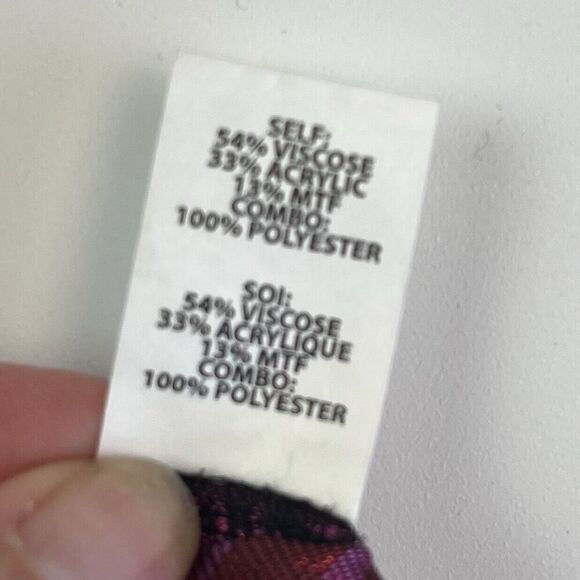 SELF:
54% VISCOSE
33% ACRYLIC
13% MTF
COMBO:
100% POLYESTER
SOI:
54% VISCOSE
33% ACRYLIQUE
13% MTF
COMBO:
100% POLYESTER